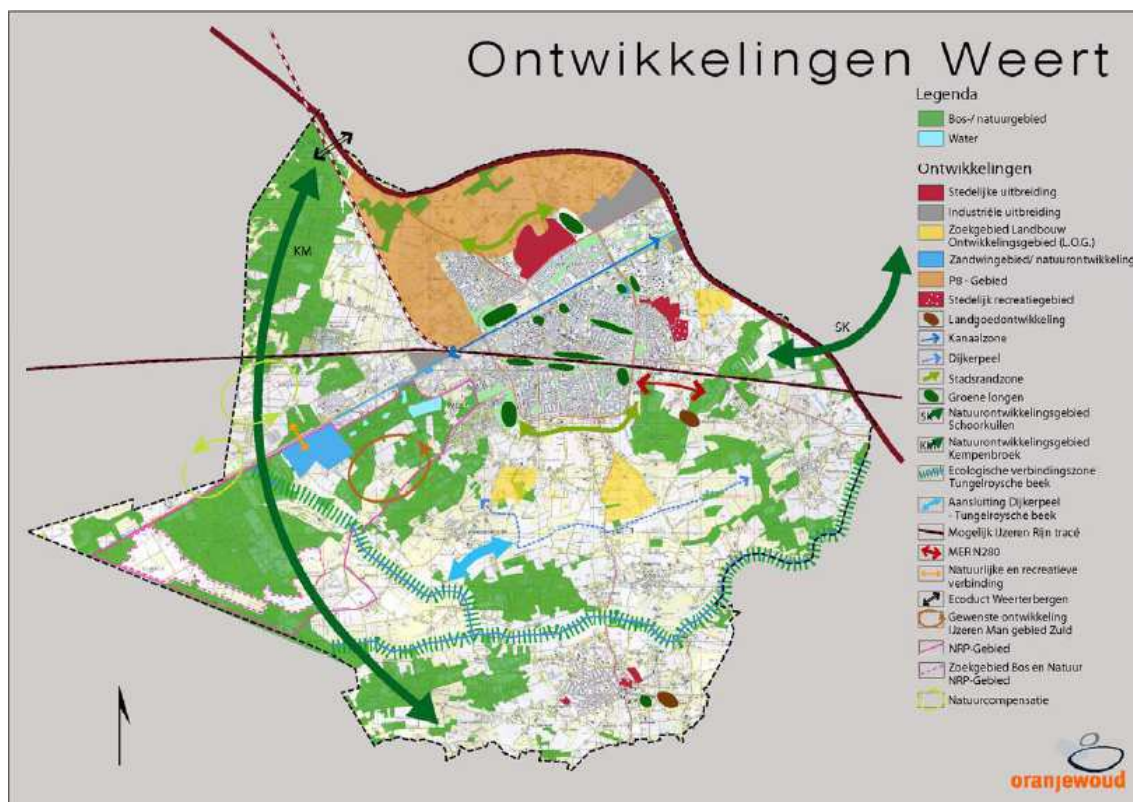 Ontwikkelingen Weert
Legenda
Bos-/ natuurgebied
Water
Ontwikkelingen
Stedelijke uitbreiding
Industriële uitbreiding
Zoekgebied Landbouw
Ontwikkelingsgebied (L.O.G.)
Zandwingebied/ natuurontwikkeling
P8 - Gebied
Stedelijk recreatiegebied
Landgoedontwikkeling
Kanaalzone
Dijkerpeel
Stadsrandzone
Groene longen
SK Natuurontwikkelingsgebied
Schoorkuilen
KM Natuurontwikkelingsgebied
Kempenbroek
Ecologische verbindingszone
Tungelroysche beek
Aansluiting Dijkerpeel
- Tungelroysche beek
Mogelijk IJzeren Rijn tracé
MER N280
Natuurlijke en recreatieve
verbinding
Ecoduct Weerterbergen
Gewenste ontwikkeling
IJzeren Man gebied Zuid
NRP-Gebied
Zoekgebied Bos en Natuur
NRP-Gebied
Natuurcompensatie
KM
SK
oranjewoud